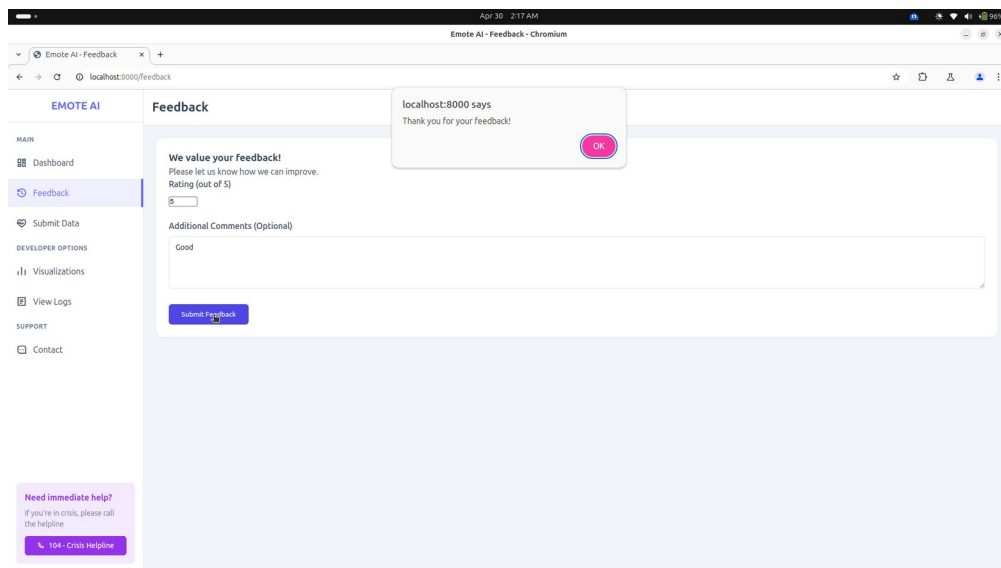 Apr 30 2:17 AM
96%
Emote AI - Feedback - Chromium
Emote AI - Feedback
localhost:8000/feedback
EMOTE AI
Feedback
localhost:8000 says
Thank you for your feedback!
OK
MAIN
Dashboard
Feedback
Submit Data
DEVELOPER OPTIONS
View Logs
Visualizations
SUPPORT
Contact
We value your feedback!
Please let us know how we can improve.
Rating (out of 5)
5
Additional Comments (Optional)
Good
Submit Feedback
Need immediate help?
If you're in crisis, please call
the helpline
104 - Crisis Helpline